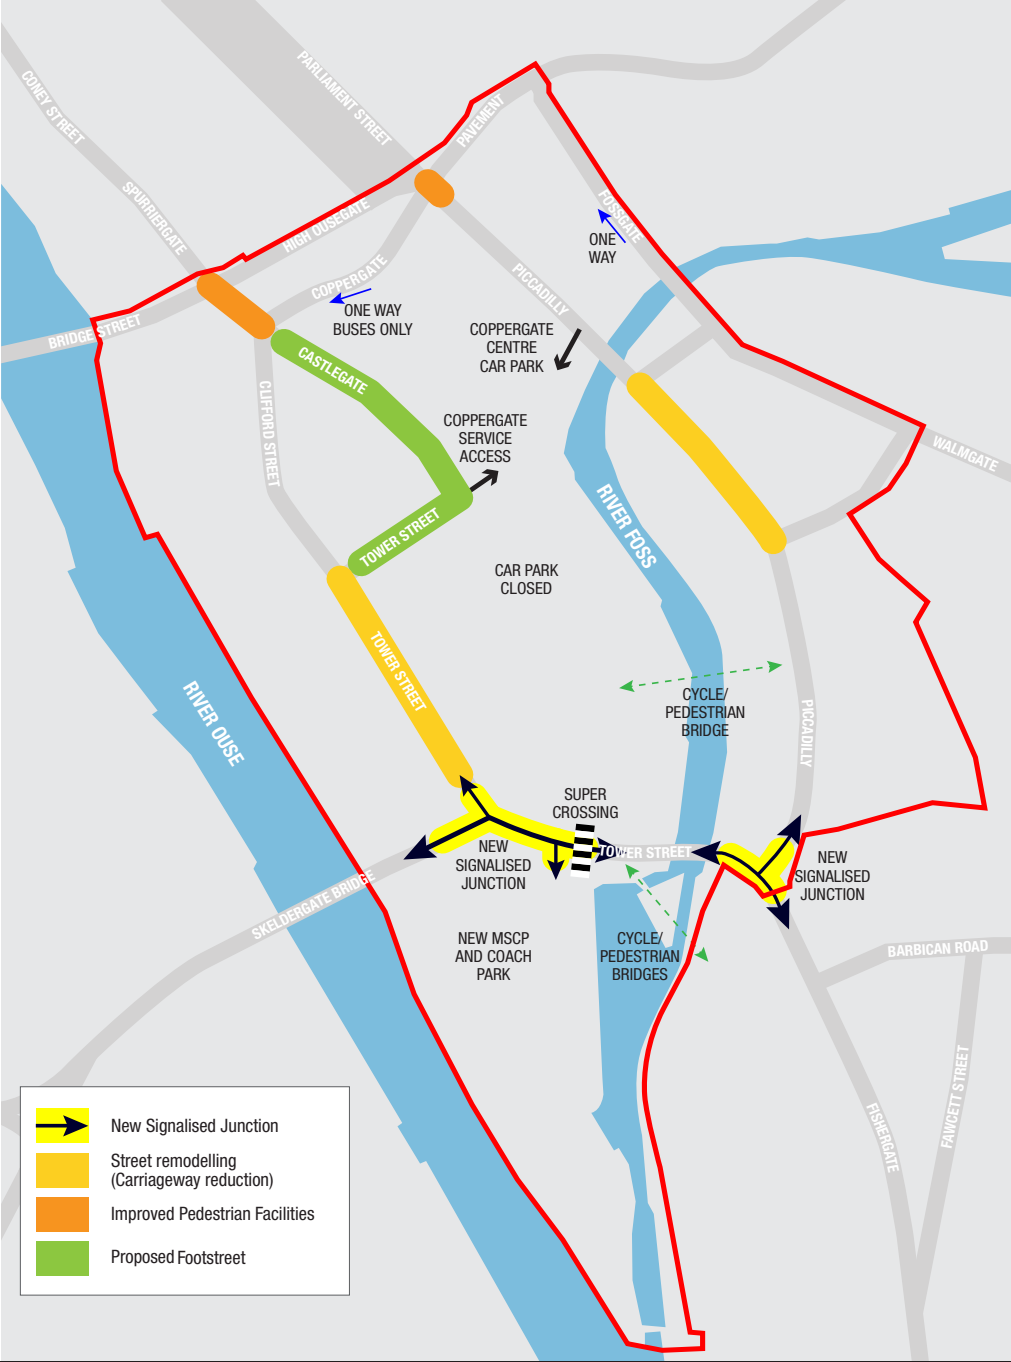 CONEY STREET
PARLIAMENT STREET
PAVEMENT
SPURRIERGATE
HIGH OUSEGATE
FOSSGATE
ONE
WAY
COPPERGATE
PICCADILLY
ONE WAY
BUSES ONLY
BRIDGE STREET
COPPERGATE
CENTRE
CAR PARK
CASTLEGATE
CLIFFORD STREET
COPPERGATE
SERVICE
ACCESS
WALMGATE
TOWER STREET
RIVER FOSS
CAR PARK
CLOSED
TOWER STREET
RIVER OUSE
CYCLE/
PEDESTRIAN
BRIDGE
PICCADILLY
SUPER
CROSSING
NEW
SIGNALISED
JUNCTION
TOWER STREET
NEW
SIGNALISED
JUNCTION
SKELDERGATE BRIDGE
NEW MSCP
AND COACH
PARK
CYCLE/
PEDESTRIAN
BRIDGES
BARBICAN ROAD
FISHERGATE
FAWCETT STREET
New Signalised Junction
Street remodelling
(Carriageway reduction)
Improved Pedestrian Facilities
Proposed Footstreet